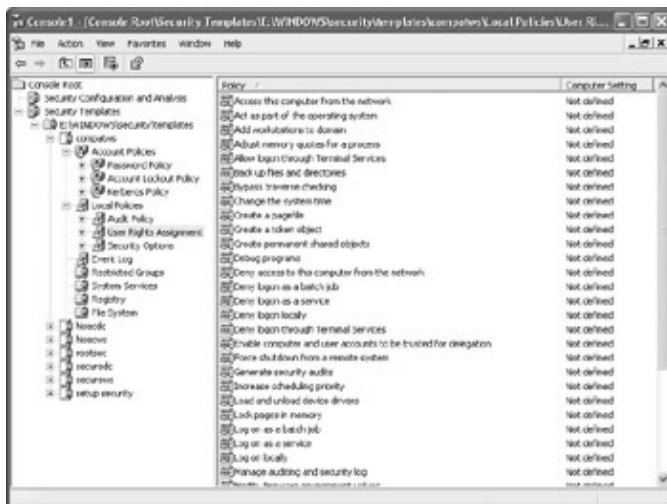 Console1 - [Console Root\Security Templates\E:\WINDOWS\security\templates\compatws\Local Policies\User Ri...
File Action View Favorites Window Help
Console Root
Security Configuration and Analysis
Security Templates
E:\WINDOWS\security\templates
compatws
Account Policies
Password Policy
Account Lockout Policy
Kerberos Policy
Local Policies
Audit Policy
User Rights Assignment
Security Options
Event Log
Restricted Groups
System Services
Registry
File System
hisecdc
hisecws
rootsec
securedc
securews
setup security
Policy Computer Setting
Access this computer from the network Not defined
Act as part of the operating system Not defined
Add workstations to domain Not defined
Adjust memory quotas for a process Not defined
Allow logon through Terminal Services Not defined
Back up files and directories Not defined
Bypass traverse checking Not defined
Change the system time Not defined
Create a pagefile Not defined
Create a token object Not defined
Create permanent shared objects Not defined
Debug programs Not defined
Deny access to this computer from the network Not defined
Deny logon as a batch job Not defined
Deny logon as a service Not defined
Deny logon locally Not defined
Deny logon through Terminal Services Not defined
Enable computer and user accounts to be trusted for delegation Not defined
Force shutdown from a remote system Not defined
Generate security audits Not defined
Increase scheduling priority Not defined
Load and unload device drivers Not defined
Lock pages in memory Not defined
Log on as a batch job Not defined
Log on as a service Not defined
Log on locally Not defined
Manage auditing and security log Not defined
Modify firmware environment values Not defined